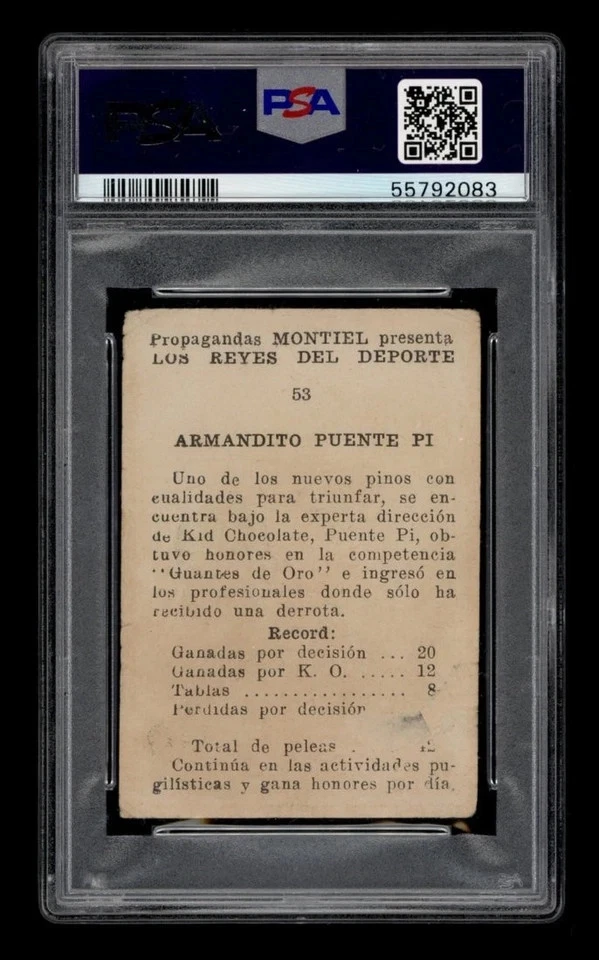 PSA
PSA
55792083
Propagandas MONTIEL presenta
LOS REYES DEL DEPORTE
53
ARMANDITO PUENTE PI
Uno de los nuevos pinos con
cualidades para triunfar, se en-
cuentra bajo la experta dirección
de Kid Chocolate, Puente Pi, ob-
tuvo honores en la competencia
''Guantes de Oro'' e ingresó en
los profesionales donde sólo ha
recibido una derrota.
Record:
Ganadas por decisión ... 20
Ganadas por K. O. ..... 12
Tablas ................ 8
Perdidas por decisión
Total de peleas .
Continúa en las actividades pu-
gilísticas y gana honores por día.